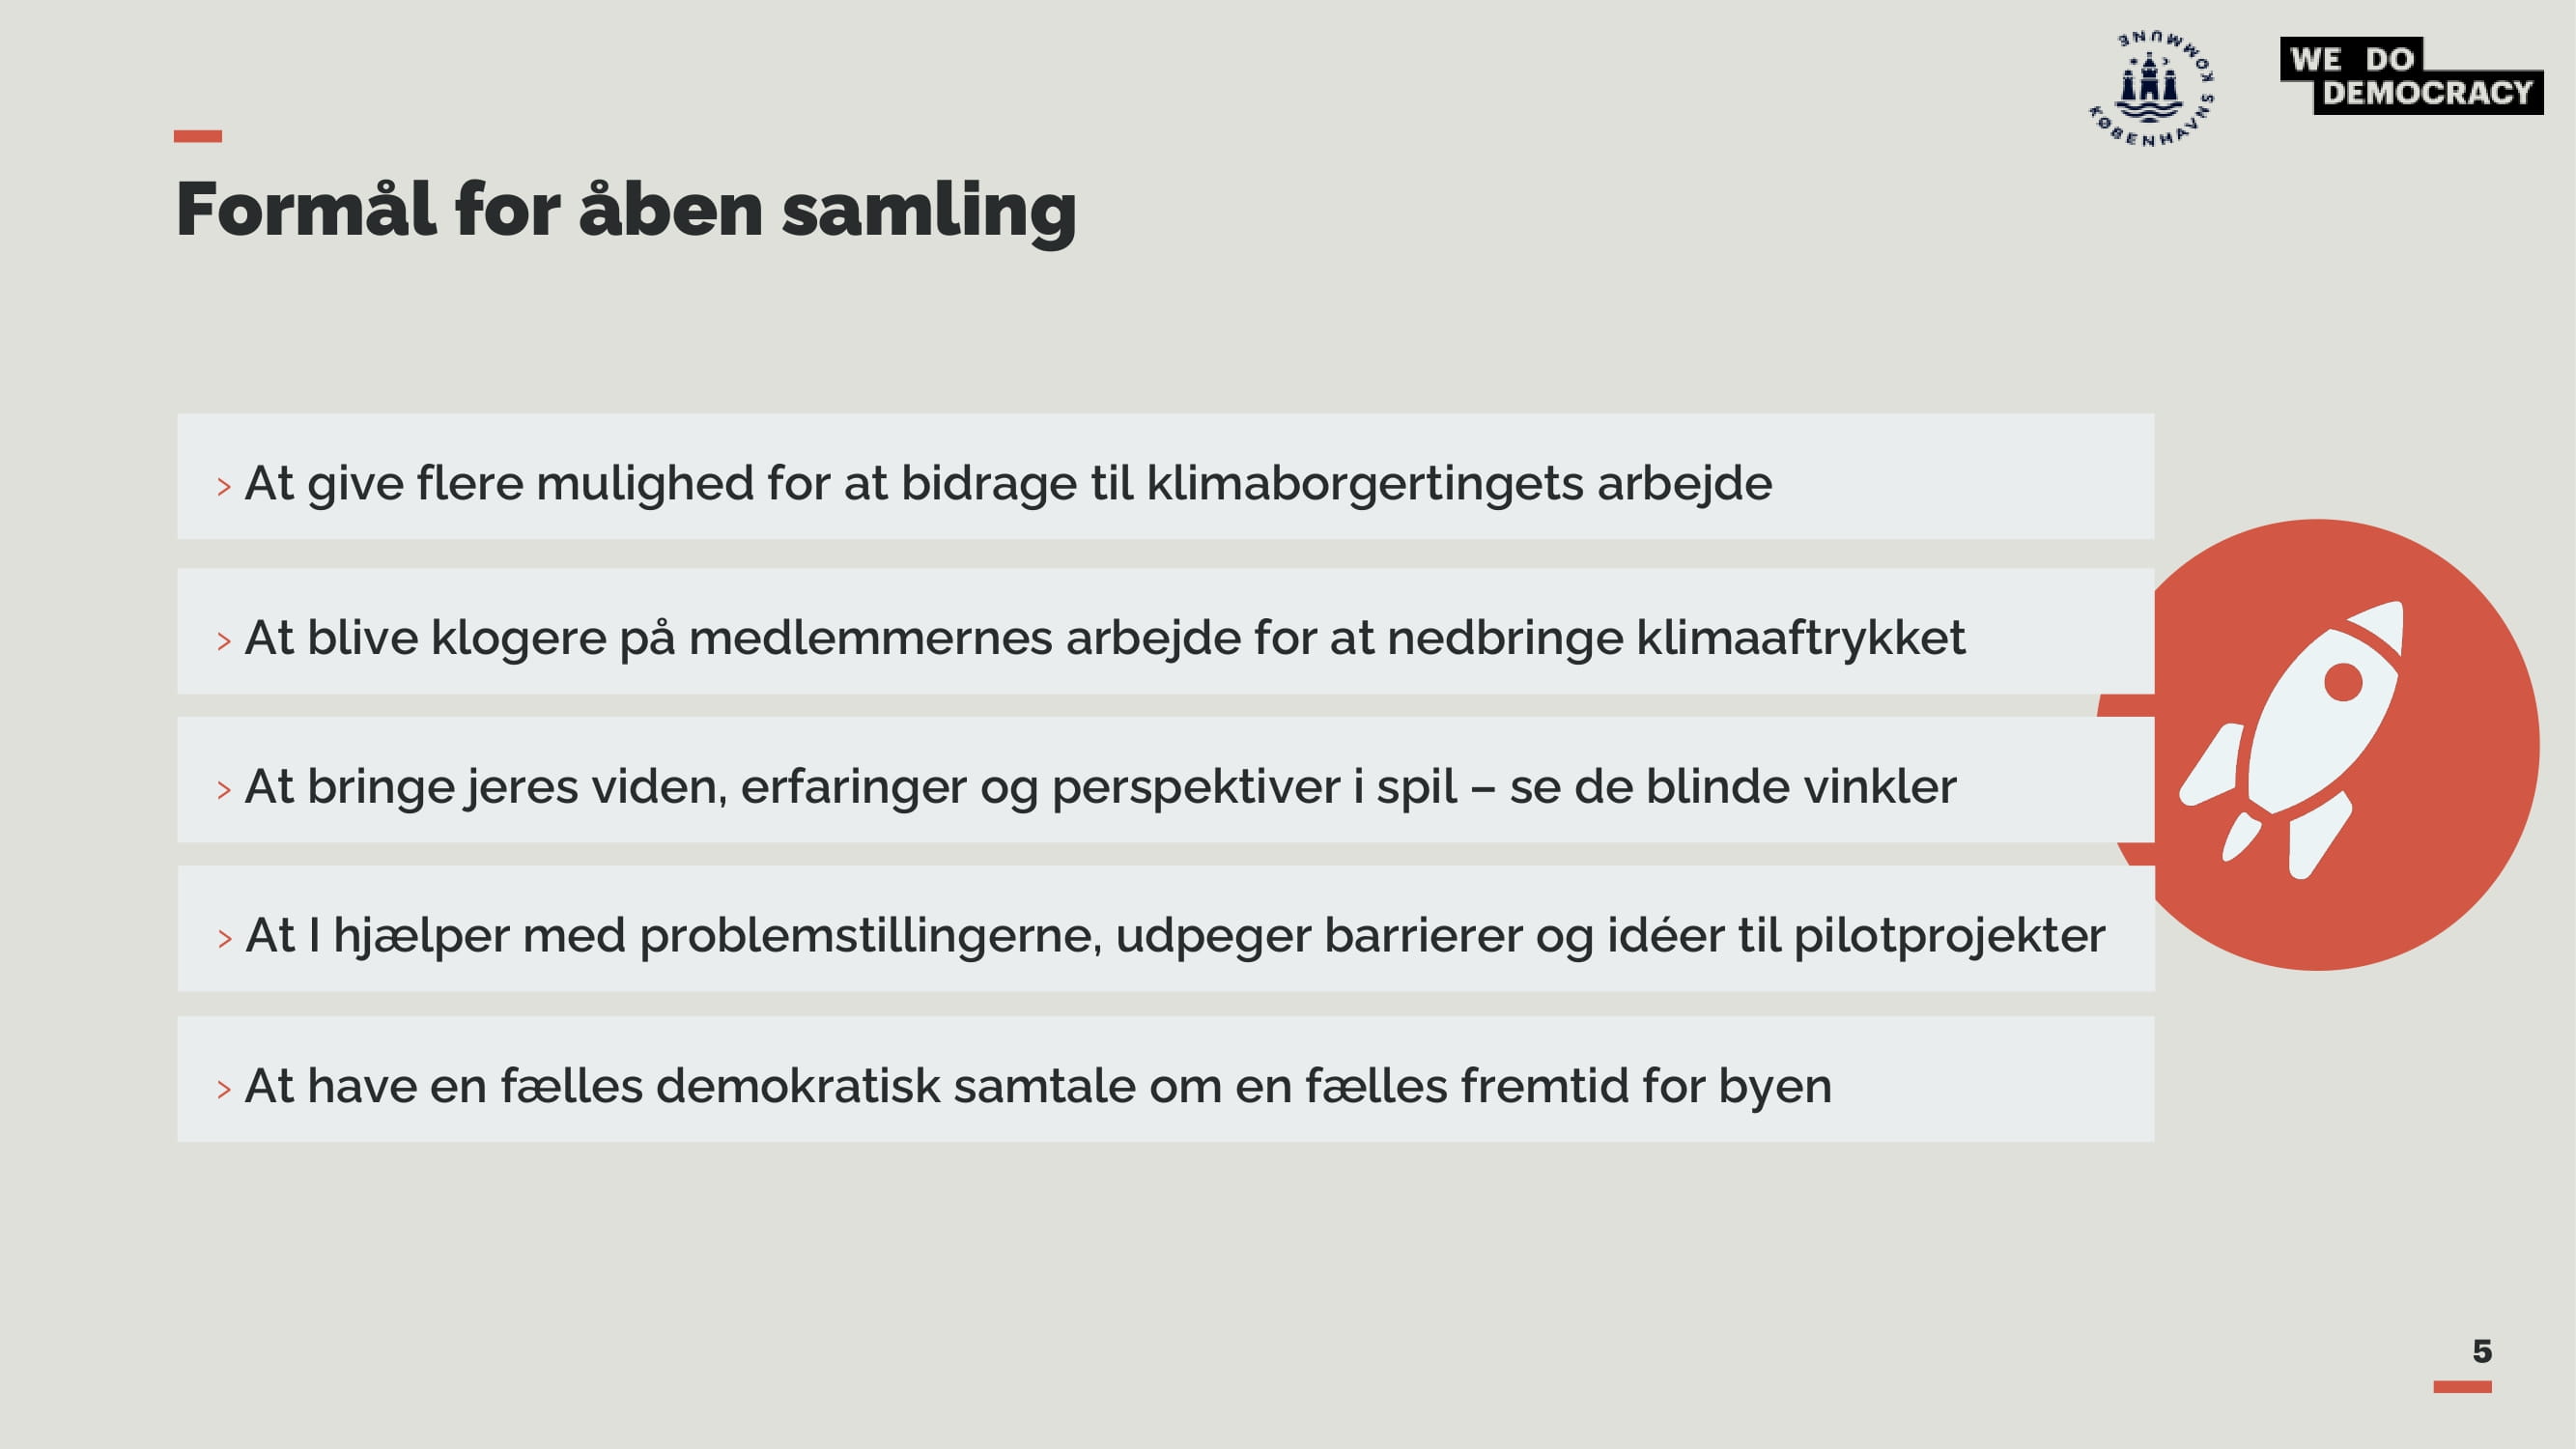 KØBENHAVNS KOMMUNE
WE DO
DEMOCRACY
Formål for åben samling
> At give flere mulighed for at bidrage til klimaborgertingets arbejde
> At blive klogere på medlemmernes arbejde for at nedbringe klimaaftrykket
> At bringe jeres viden, erfaringer og perspektiver i spil – se de blinde vinkler
> At I hjælper med problemstillingerne, udpeger barrierer og idéer til pilotprojekter
> At have en fælles demokratisk samtale om en fælles fremtid for byen
5